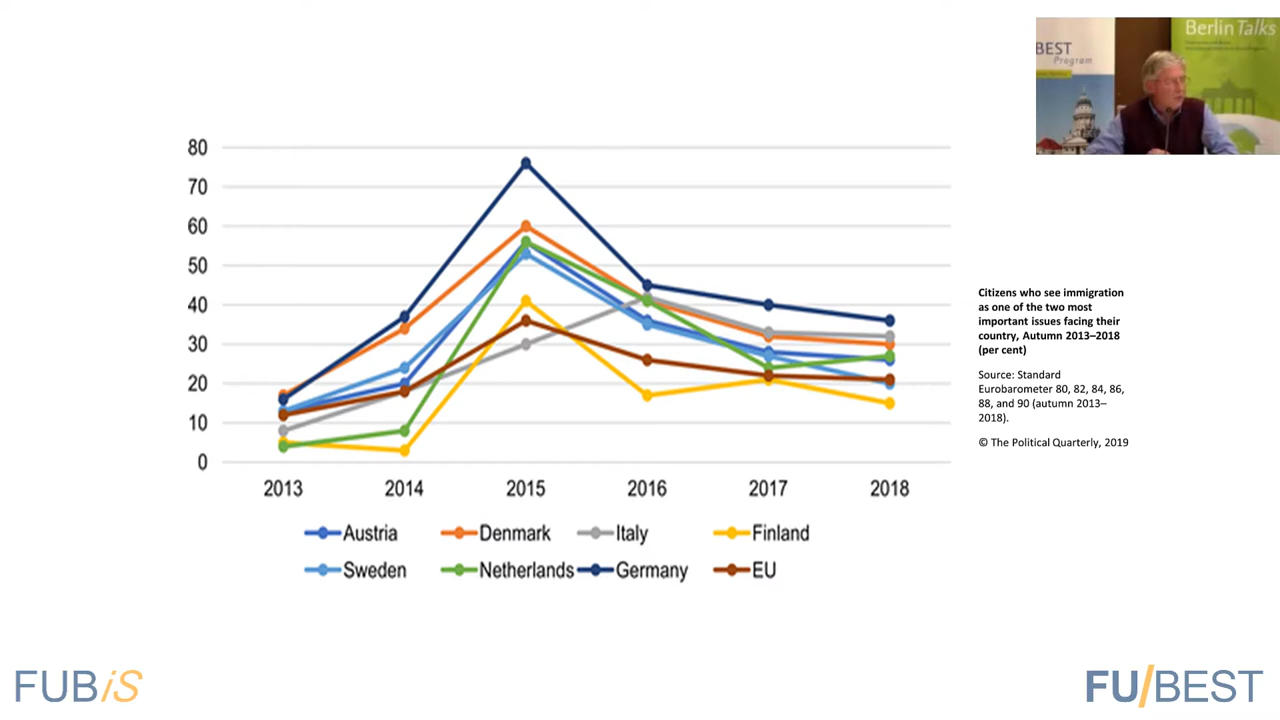 BEST
Program
Berlin Talks
80
70
60
50
40
30
20
10
0
2013 2014 2015 2016 2017 2018
Austria Denmark Italy Finland
Sweden Netherlands Germany EU
Citizens who see immigration
as one of the two most
important issues facing their
country, Autumn 2013–2018
(per cent)
Source: Standard
Eurobarometer 80, 82, 84, 86,
88, and 90 (autumn 2013–
2018).
© The Political Quarterly, 2019
FUBiS
FU/BEST